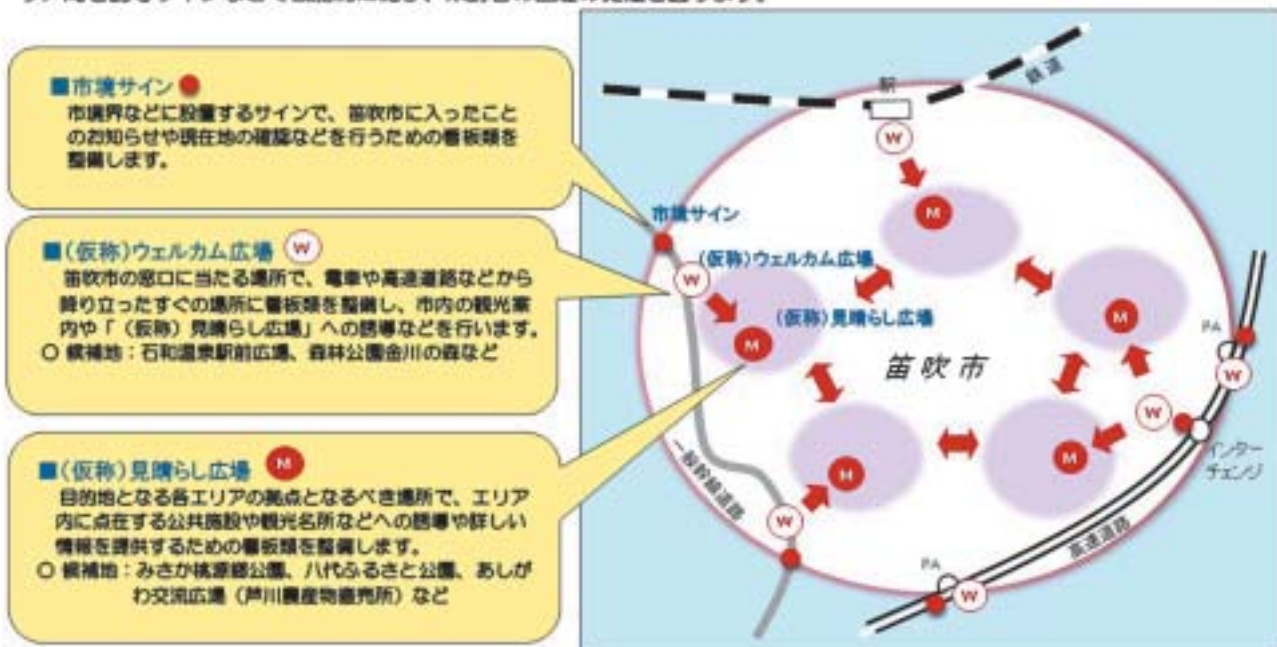 ■市境サイン
市境界などに設置するサインで、笛吹市に入ったこと
のお知らせや現在地の確認などを行うための看板類を
整備します。
■(仮称)ウェルカム広場 W
笛吹市の窓口に当たる場所で、電車や高速道路などから
降り立ったすぐの場所に看板類を整備し、市内の観光案
内や「(仮称)見晴らし広場」への誘導などを行います。
○ 候補地:石和温泉駅前広場、森林公園金川の森など
■(仮称)見晴らし広場 M
目的地となる各エリアの拠点となるべき場所で、エリア
内に点在する公共施設や観光名所などへの誘導や詳しい
情報を提供するための看板類を整備します。
○ 候補地:みさか桃源郷公園、八代ふるさと公園、あしが
わ交流広場(芦川農産物直売所)など
駅
鉄道
W
M
市境サイン
(仮称)ウェルカム広場
W
(仮称)見晴らし広場
M
M
PA
W
笛吹市
W
インター
チェンジ
M
M
一般幹線道路
W
高速道路
PA
W